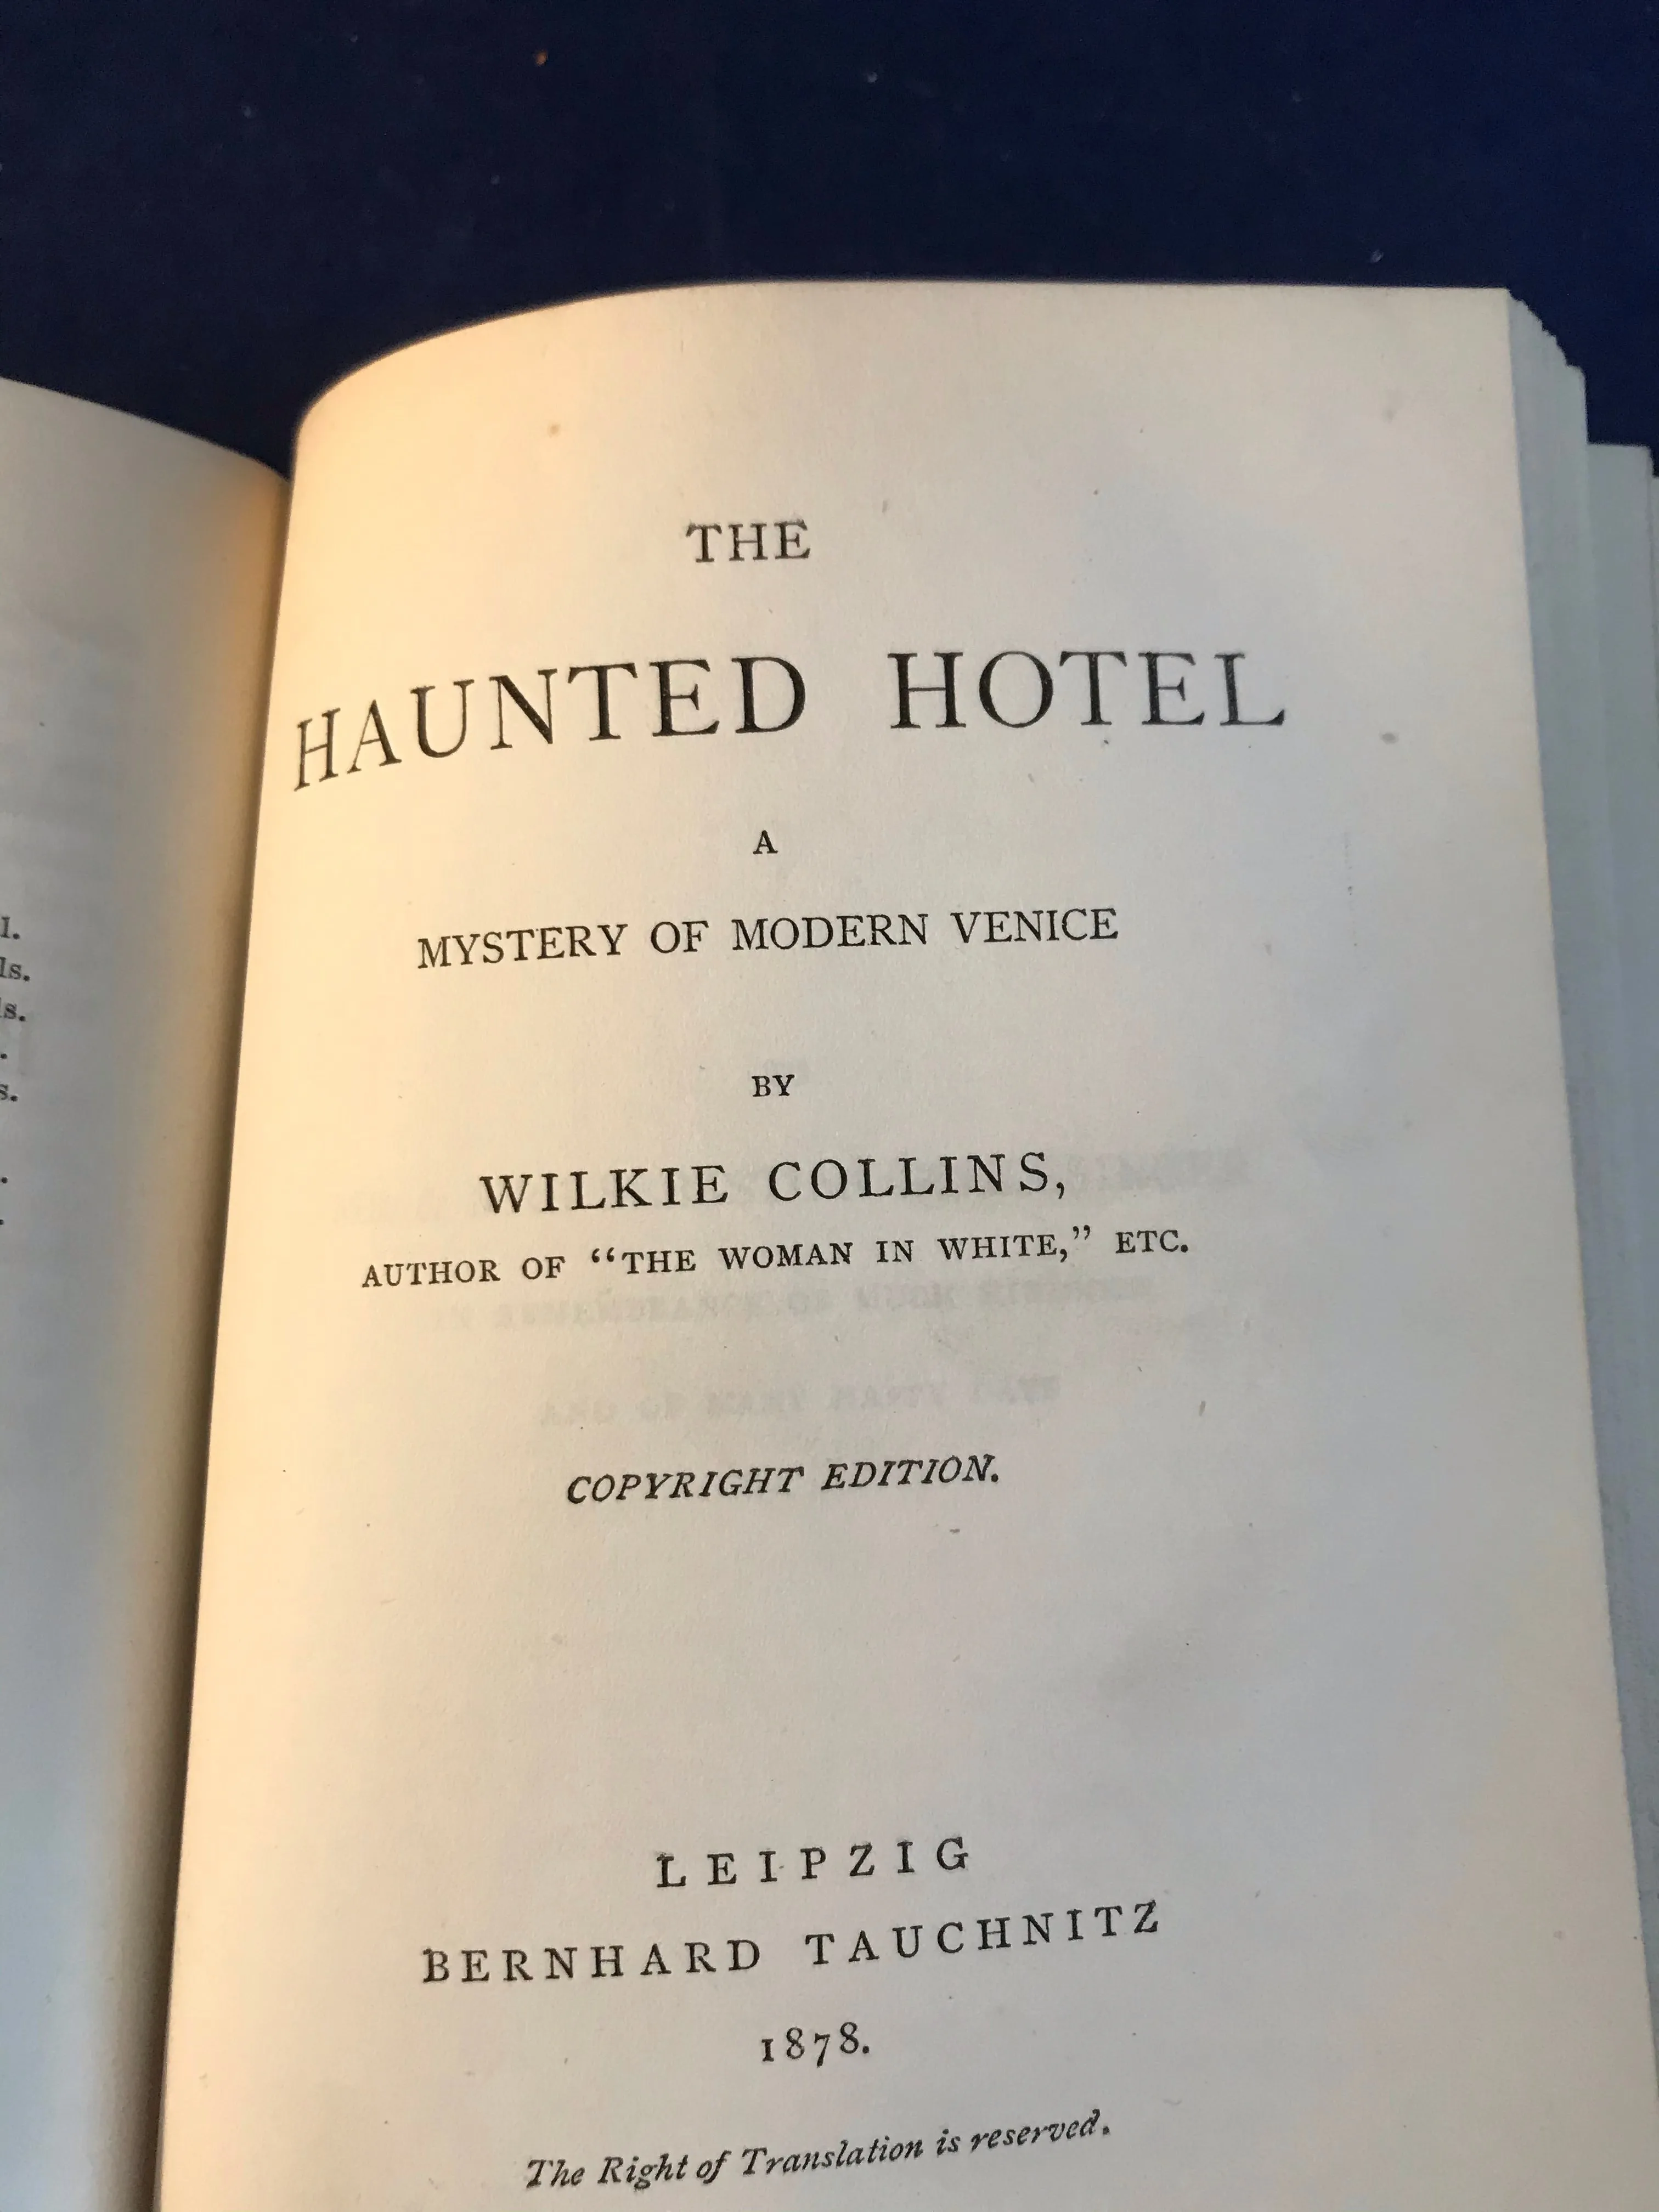 THE
HAUNTED HOTEL
A
MYSTERY OF MODERN VENICE
BY
WILKIE COLLINS,
AUTHOR OF “THE WOMAN IN WHITE,” ETC.
COPYRIGHT EDITION.
LEIPZIG
BERNHARD TAUCHNITZ
1878.
The Right of Translation is reserved.